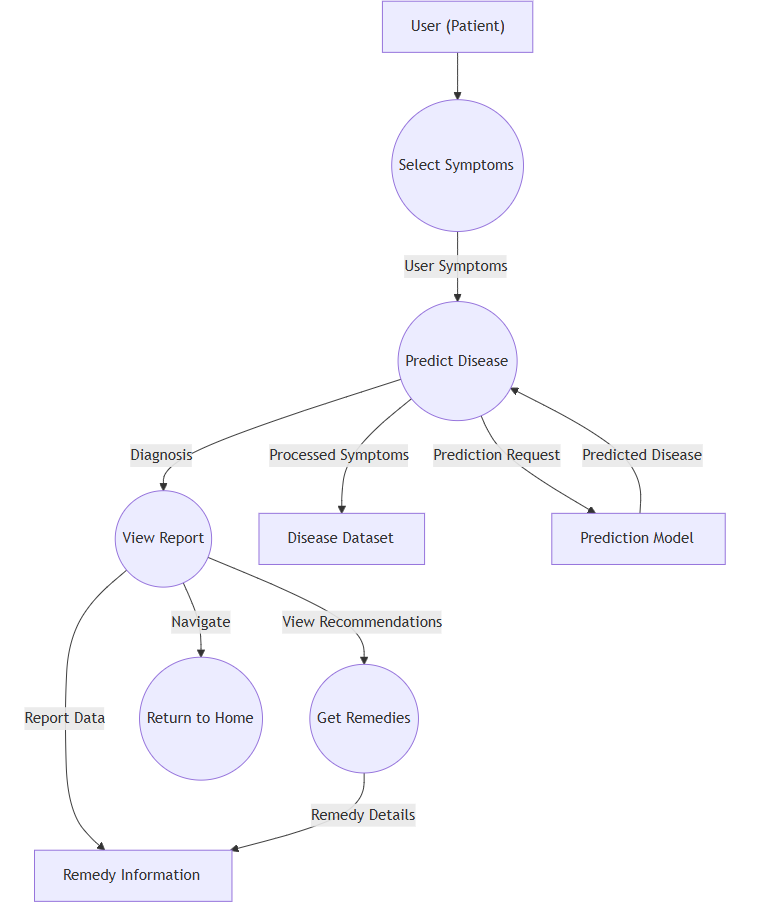 User (Patient)
Select Symptoms
User Symptoms
Predict Disease
Diagnosis
Processed Symptoms
Prediction Request
Predicted Disease
View Report
Disease Dataset
Prediction Model
Navigate
View Recommendations
Report Data
Return to Home
Get Remedies
Remedy Details
Remedy Information